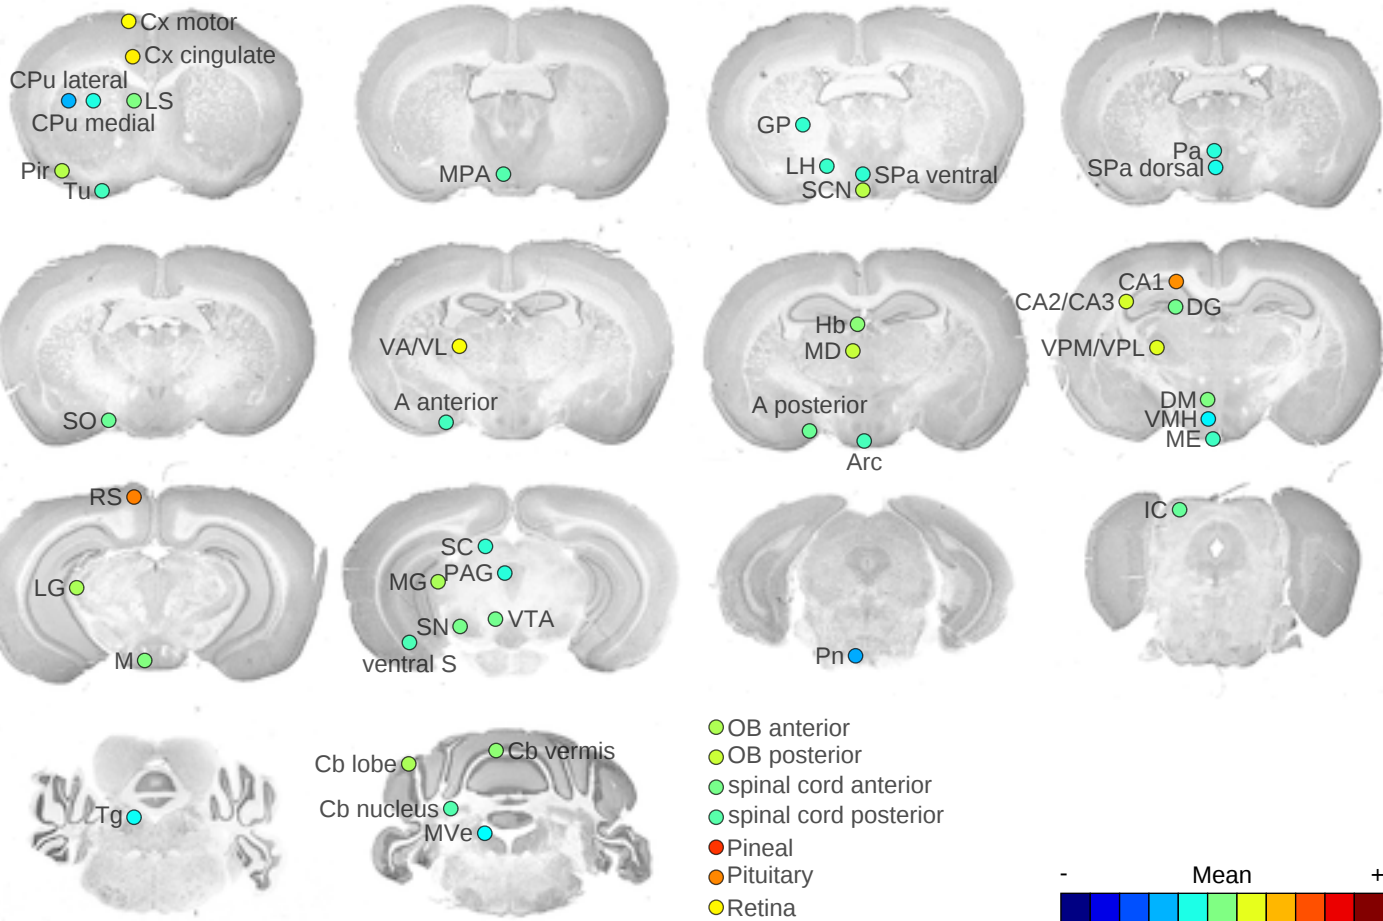 Cx motor
Cx cingulate
CPu lateral
LS
CPu medial
Pir
Tu
MPA
GP
LH
SPa ventral
SCN
Pa
SPa dorsal
SO
VA/VL
A anterior
Hb
MD
A posterior
Arc
CA1
CA2/CA3
DG
VPM/VPL
DM
VMH
ME
RS
LG
M
SC
PAG
MG
VTA
SN
ventral S
Pn
IC
Tg
Cb vermis
Cb lobe
Cb nucleus
MVe
OB anterior
OB posterior
spinal cord anterior
spinal cord posterior
Pineal
Pituitary
Retina
- Mean +